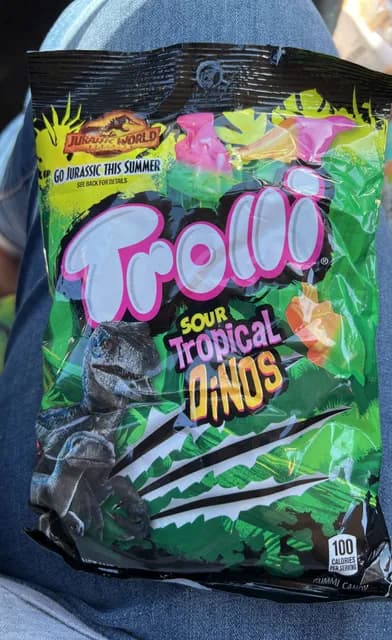 JURASSIC WORLD
GO JURASSIC THIS SUMMER
SEE BACK FOR DETAILS
Trolli®
SOUR
Tropical
DiNOS
100
CALORIES
PER SERVING
GUMMI CANDY